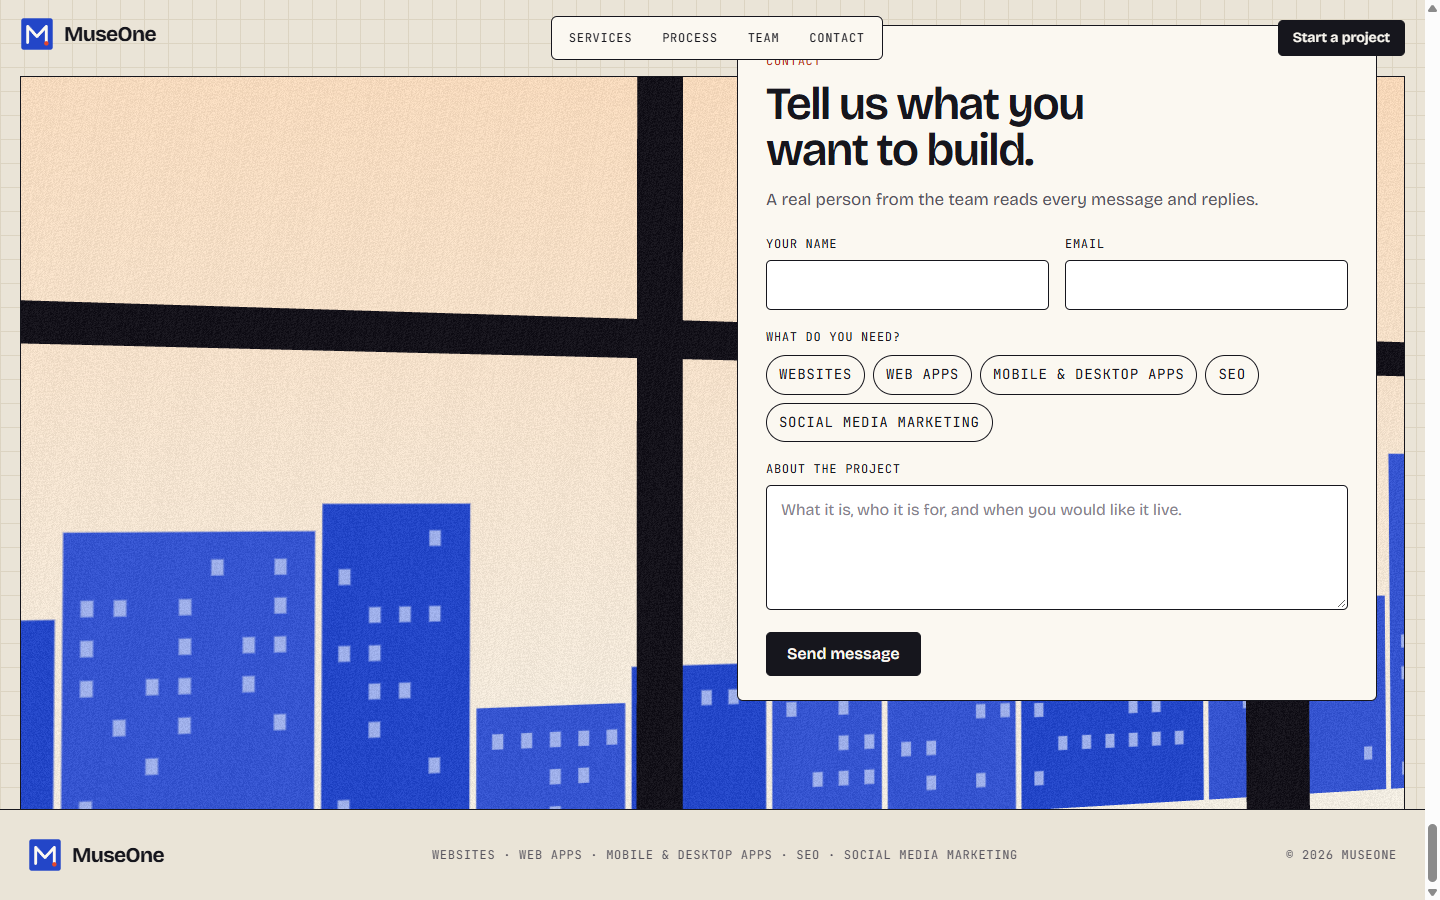 MuseOne
SERVICES PROCESS TEAM CONTACT
Start a project
CONTACT
Tell us what you
want to build.
A real person from the team reads every message and replies.
YOUR NAME EMAIL
WHAT DO YOU NEED?
WEBSITES WEB APPS MOBILE & DESKTOP APPS SEO
SOCIAL MEDIA MARKETING
ABOUT THE PROJECT
What it is, who it is for, and when you would like it live.
Send message
MuseOne
WEBSITES · WEB APPS · MOBILE & DESKTOP APPS · SEO · SOCIAL MEDIA MARKETING
© 2026 MUSEONE